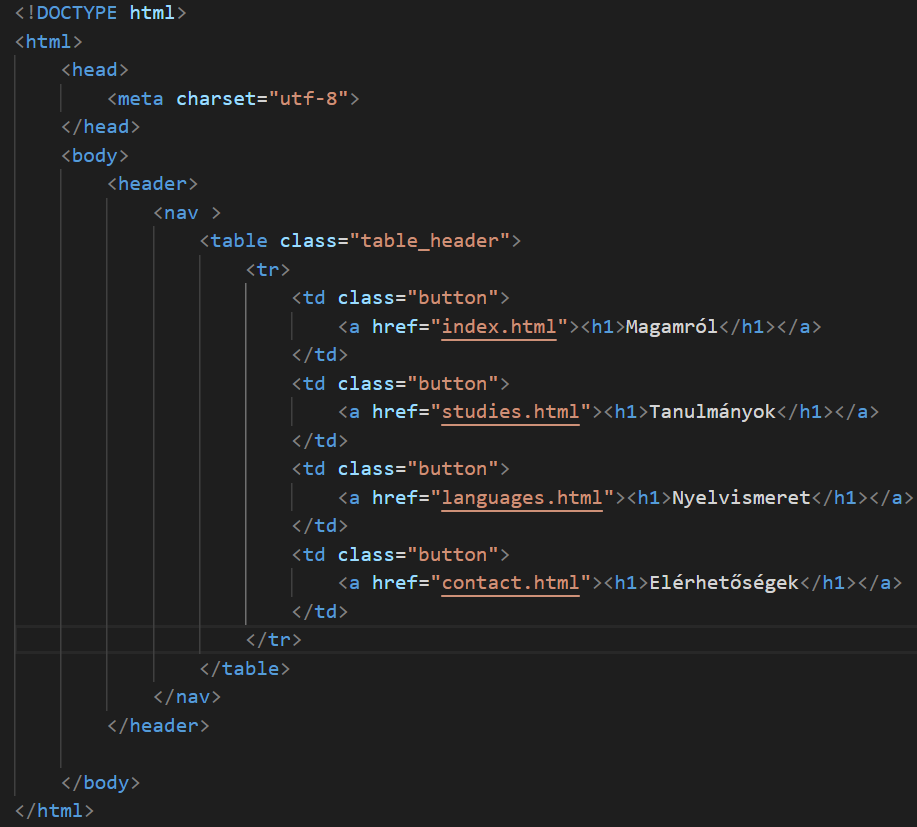 <!DOCTYPE html>
<html>
    <head>
        <meta charset="utf-8">
    </head>
    <body>
        <header>
            <nav >
                <table class="table_header">
                    <tr>
                        <td class="button">
                            <a href="index.html"><h1>Magamról</h1></a>
                        </td>
                        <td class="button">
                            <a href="studies.html"><h1>Tanulmányok</h1></a>
                        </td>
                        <td class="button">
                            <a href="languages.html"><h1>Nyelvismeret</h1></a>
                        </td>
                        <td class="button">
                            <a href="contact.html"><h1>Elérhetőségek</h1></a>
                        </td>
                    </tr>
                </table>
            </nav>
        </header>

    </body>
</html>